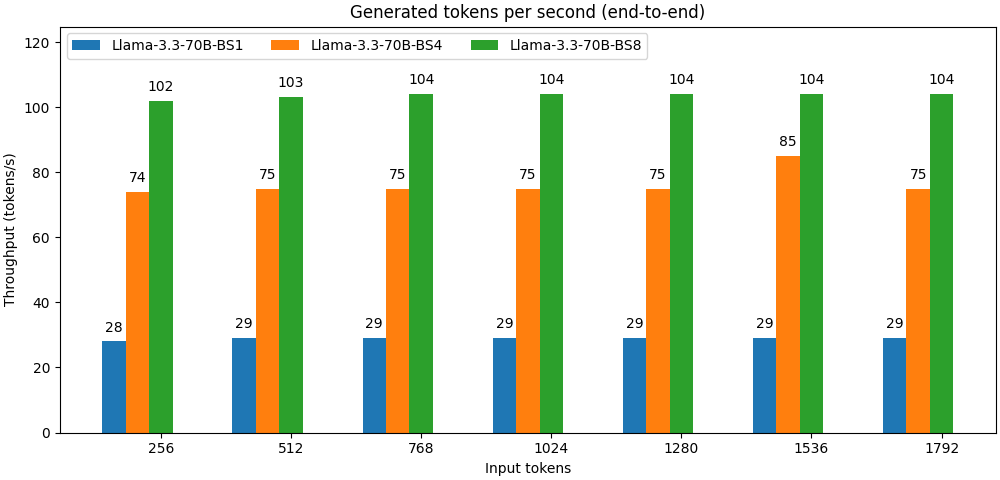 Generated tokens per second (end-to-end)
Llama-3.3-70B-BS1 Llama-3.3-70B-BS4 Llama-3.3-70B-BS8
Throughput (tokens/s)
120
100
80
60
40
20
0
28 74 102
29 75 103
29 75 104
29 75 104
29 75 104
29 85 104
29 75 104
256 512 768 1024 1280 1536 1792
Input tokens